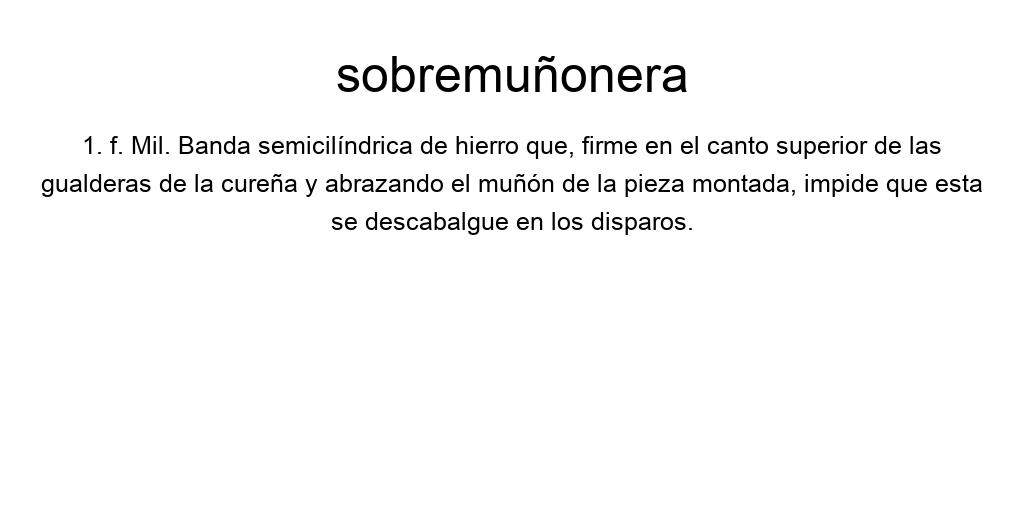 sobremuñonera
1. f. Mil. Banda semicilíndrica de hierro que, firme en el canto superior de las
gualderas de la cureña y abrazando el muñón de la pieza montada, impide que esta
se descabalgue en los disparos.